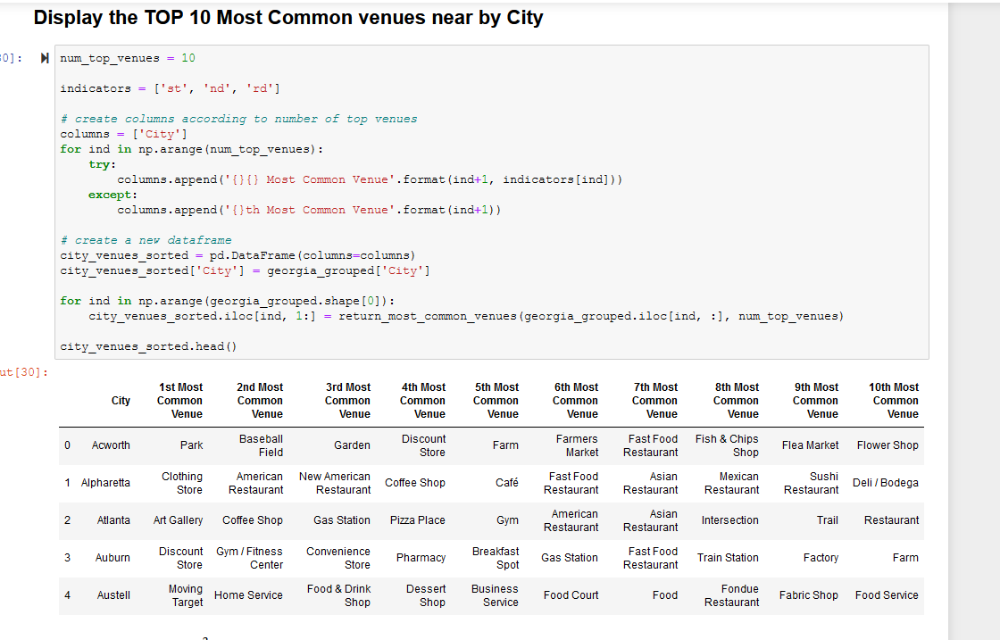 Display the TOP 10 Most Common venues near by City
30]:
num_top_venues = 10
indicators = ['st', 'nd', 'rd']
# create columns according to number of top venues
columns = ['City']
for ind in np.arange(num_top_venues):
    try:
        columns.append('{}{} Most Common Venue'.format(ind+1, indicators[ind]))
    except:
        columns.append('{}th Most Common Venue'.format(ind+1))
# create a new dataframe
city_venues_sorted = pd.DataFrame(columns=columns)
city_venues_sorted['City'] = georgia_grouped['City']
for ind in np.arange(georgia_grouped.shape[0]):
    city_venues_sorted.iloc[ind, 1:] = return_most_common_venues(georgia_grouped.iloc[ind, :], num_top_venues)
city_venues_sorted.head()
ut[30]:
City 1st Most Common Venue 2nd Most Common Venue 3rd Most Common Venue 4th Most Common Venue 5th Most Common Venue 6th Most Common Venue 7th Most Common Venue 8th Most Common Venue 9th Most Common Venue 10th Most Common Venue
0 Acworth Park Baseball Field Garden Discount Store Farm Farmers Market Fast Food Restaurant Fish & Chips Shop Flea Market Flower Shop
1 Alpharetta Clothing Store American Restaurant New American Restaurant Coffee Shop Café Fast Food Restaurant Asian Restaurant Mexican Restaurant Sushi Restaurant Deli / Bodega
2 Atlanta Art Gallery Coffee Shop Gas Station Pizza Place Gym American Restaurant Asian Restaurant Intersection Trail Restaurant
3 Auburn Discount Store Gym / Fitness Center Convenience Store Pharmacy Breakfast Spot Gas Station Fast Food Restaurant Train Station Factory Farm
4 Austell Moving Target Home Service Food & Drink Shop Dessert Shop Business Service Food Court Food Fondue Restaurant Fabric Shop Food Service